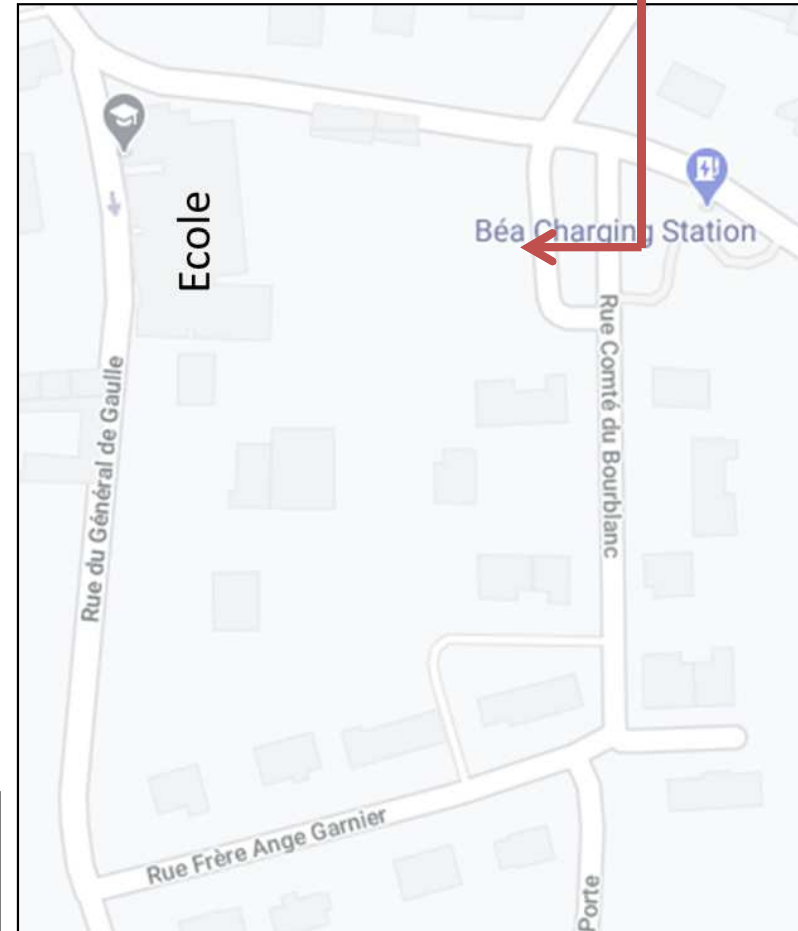 Ecole
Béa Charging Station
Rue Comté du Bourblanc
Rue du Général de Gaulle
Rue Frère Ange Garnier
Porte